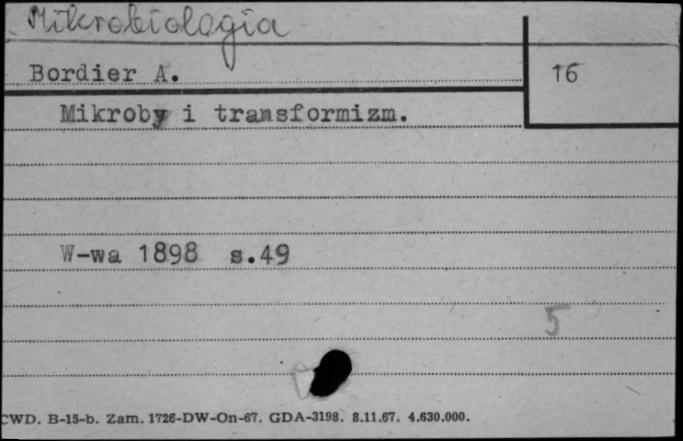 Mikrobiologia
Bordier A.
16
Mikroby i transformizm.
W-wa 1898 s.49
5
CWD. B-15-b. Zam. 1726-DW-On-67. GDA-3198. 8.11.67. 4.630.000.